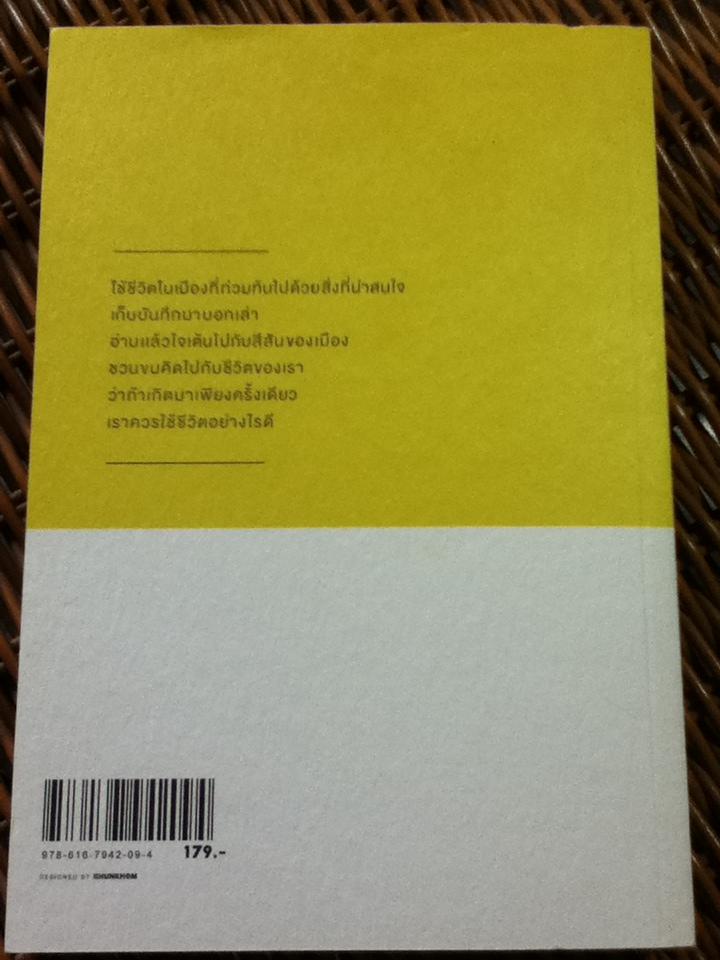 ใช้ชีวิตในเมืองที่ท่วมท้นไปด้วยสิ่งที่น่าสนใจ
เก็บบันทึกมาบอกเล่า
อ่านแล้วใจเต้นไปกับสีสันของเมือง
ชวนขบคิดไปกับชีวิตของเรา
ว่าถ้าเกิดมาเพียงครั้งเดียว
เราควรใช้ชีวิตอย่างไรดี
978-616-7942-09-4 179.-
DESIGNED BY KHUNKHOM